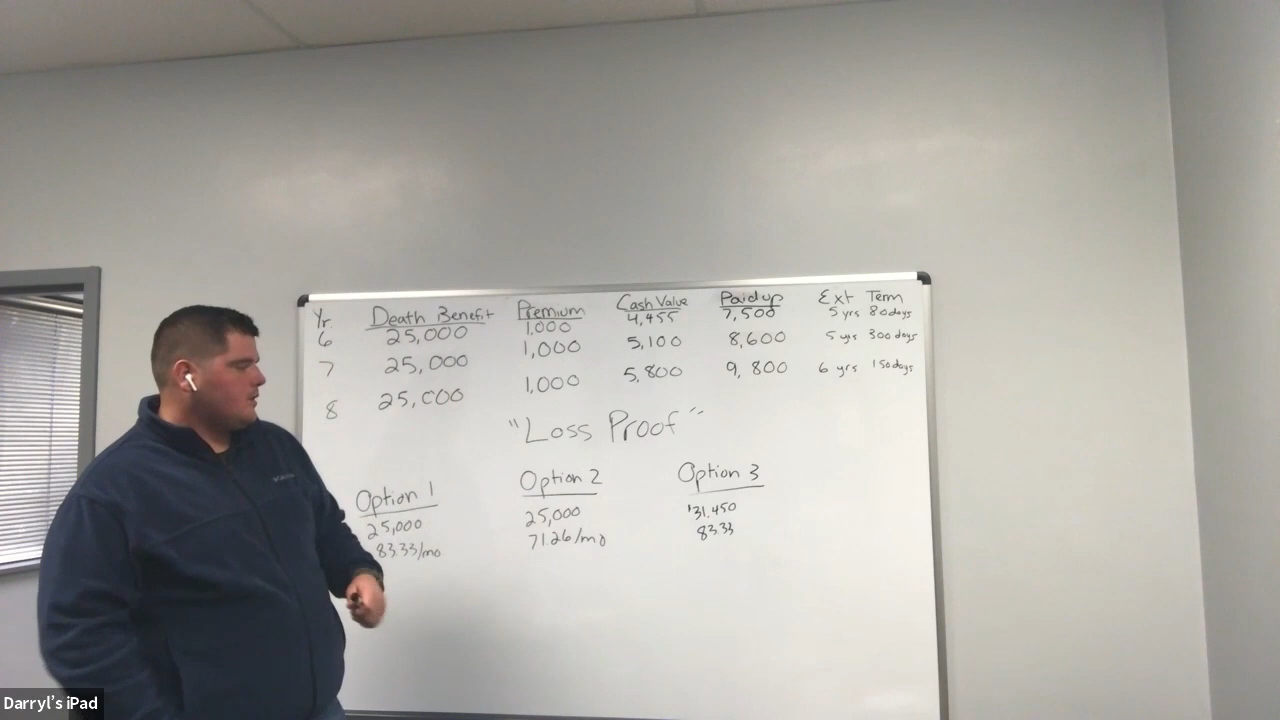 Yr Death Benefit Premium Cash Value Paid up Ext Term
6 25,000 1,000 4,455 7,500 5 yrs 80 days
7 25,000 1,000 5,100 8,600 5 yrs 300 days
8 25,000 1,000 5,800 9,800 6 yrs 150 days
"Loss Proof"
Option 1 Option 2 Option 3
25,000 25,000 31,450
83.33/mo 71.26/mo 83.33
Darryl's iPad